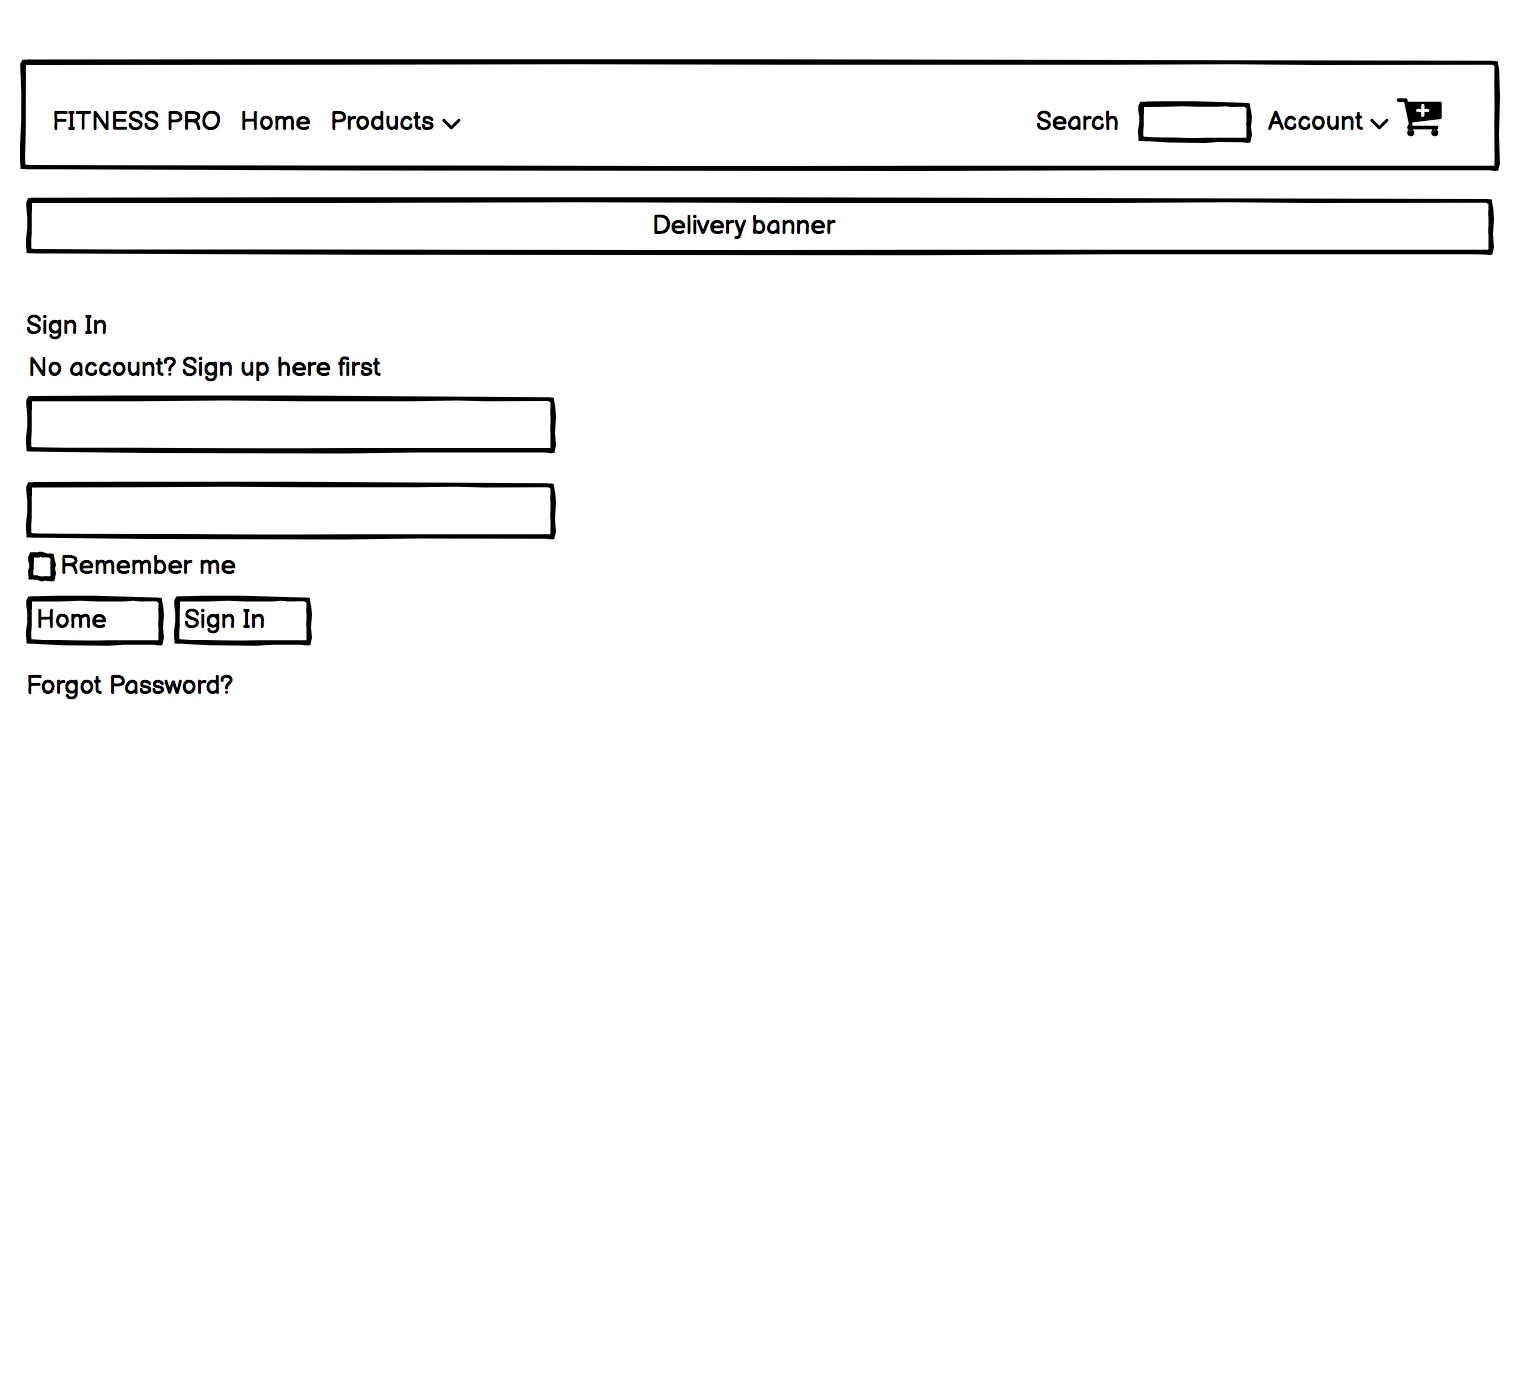 FITNESS PRO Home Products Search Account
Delivery banner
Sign In
No account? Sign up here first
Remember me
Home Sign In
Forgot Password?